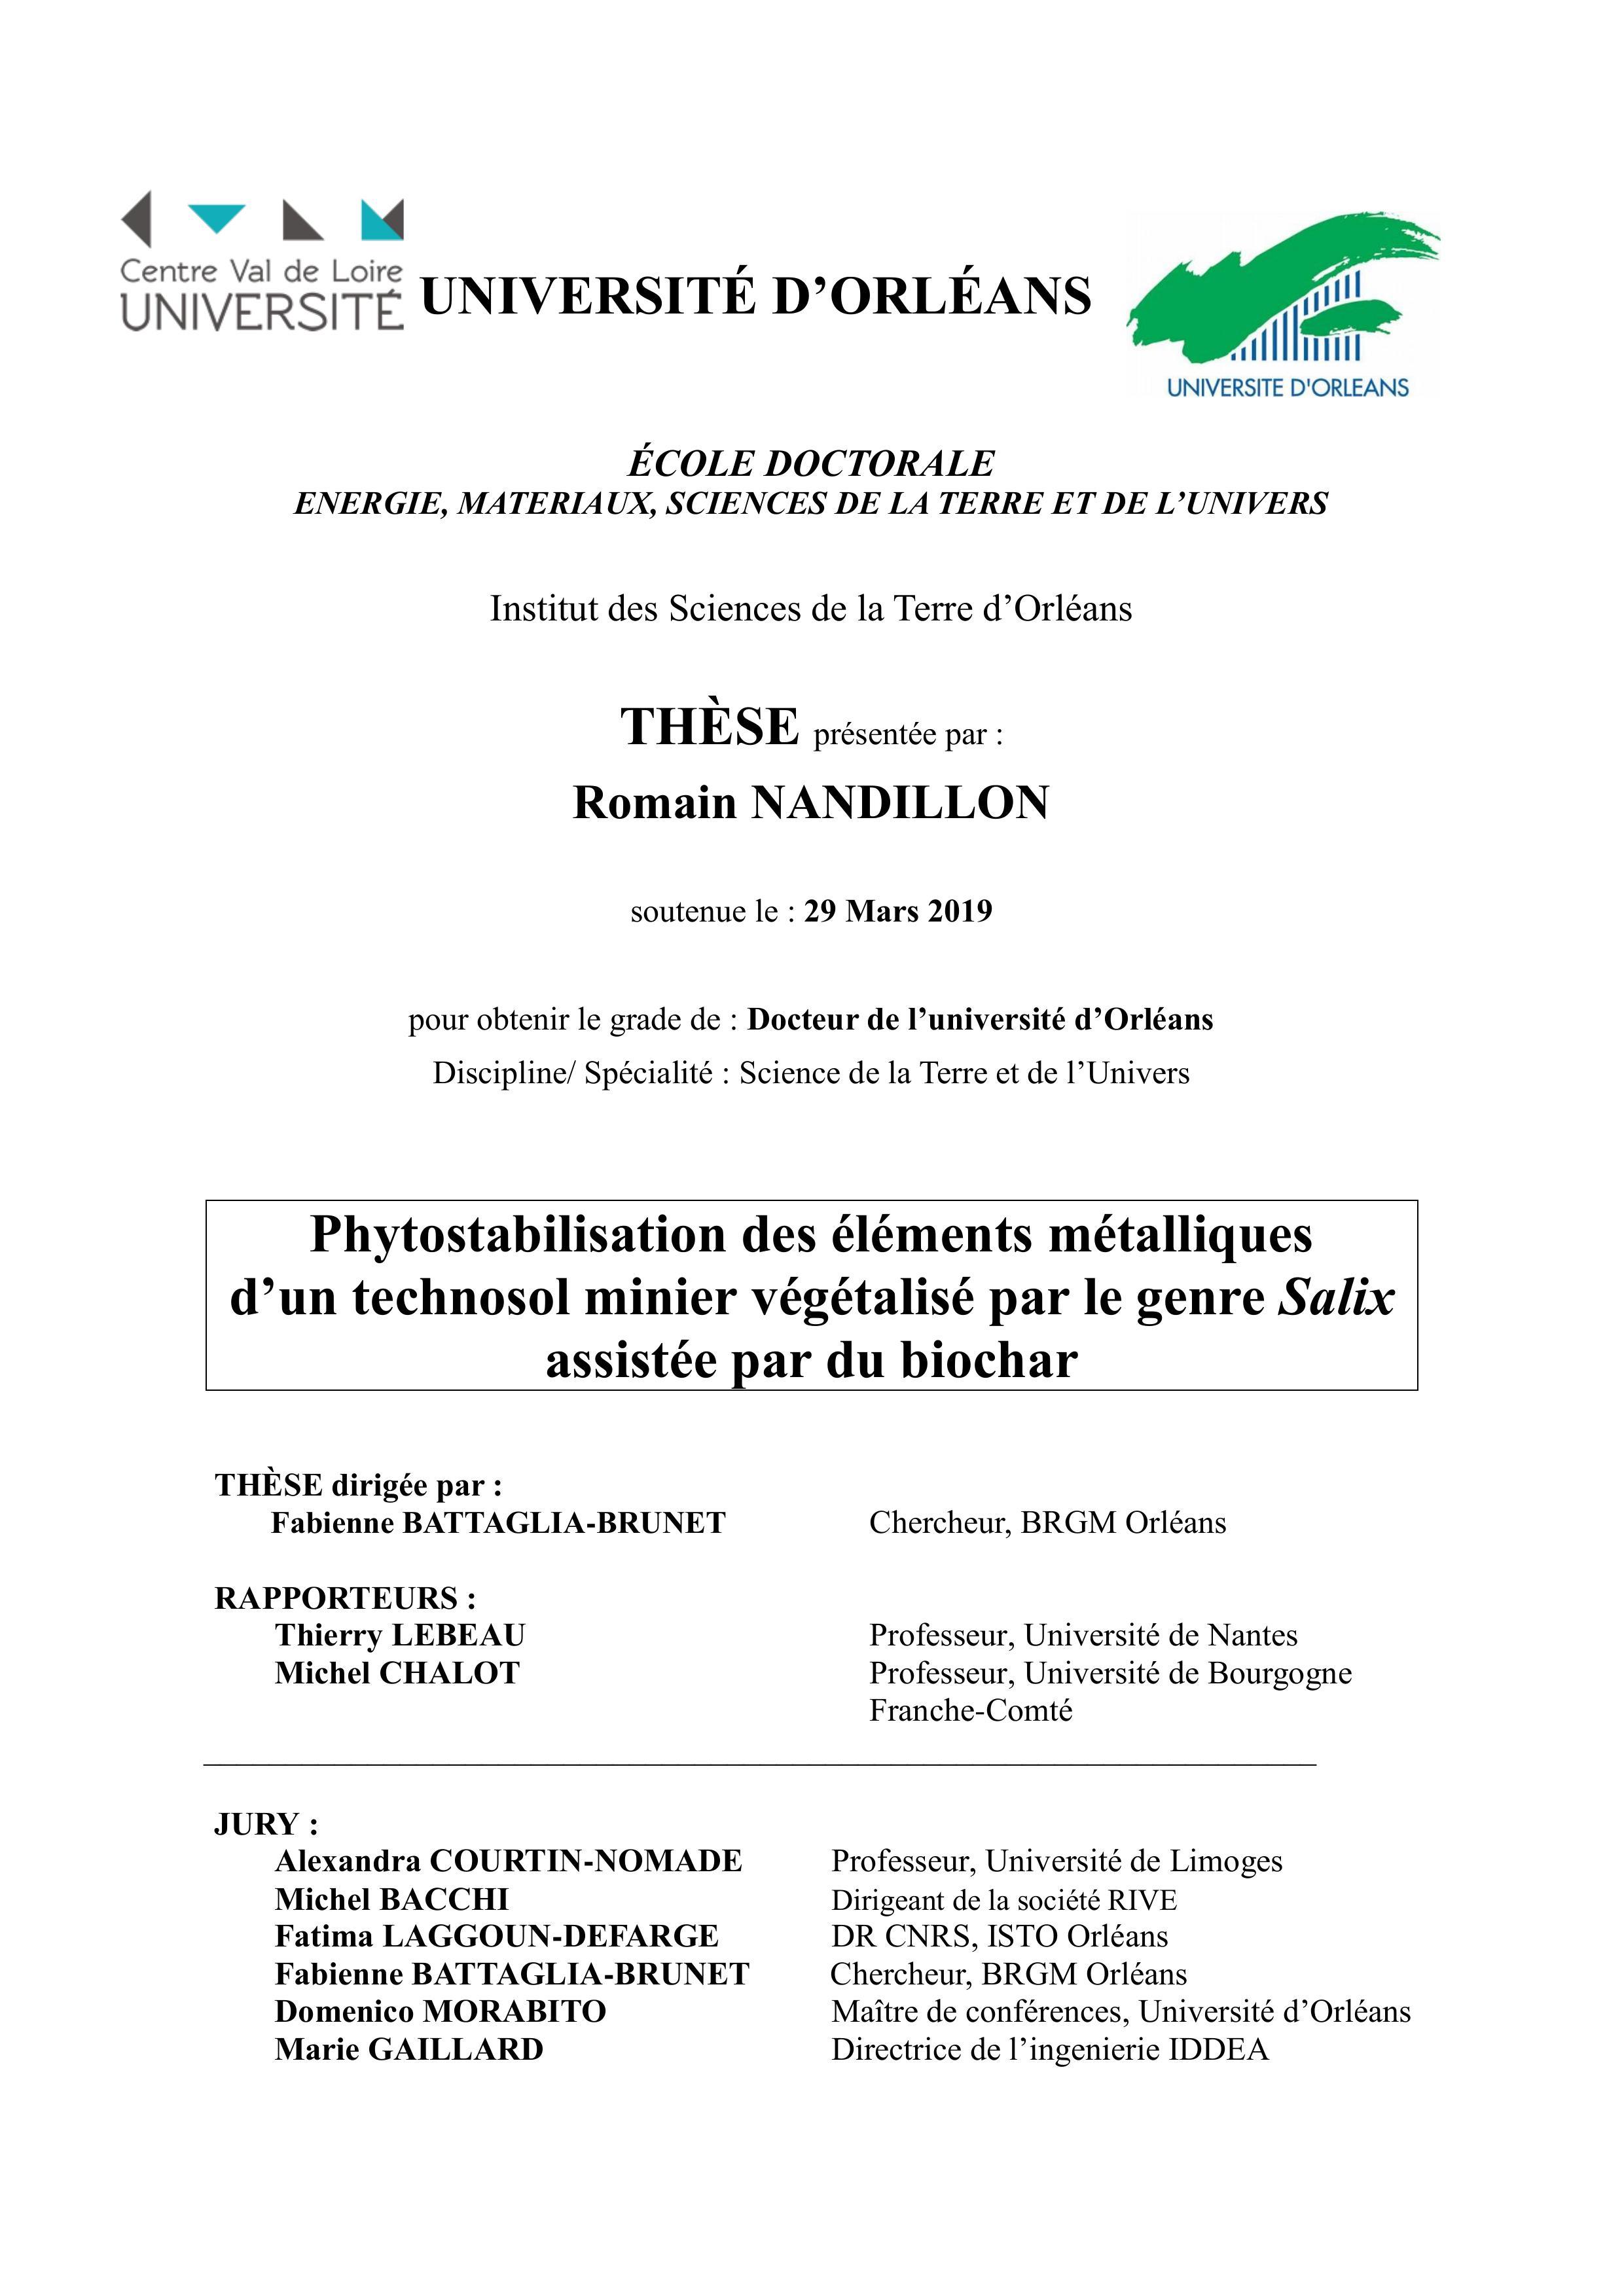 Centre Val de Loire
UNIVERSITÉ
UNIVERSITÉ D’ORLÉANS
UNIVERSITE D'ORLEANS
ÉCOLE DOCTORALE
ENERGIE, MATERIAUX, SCIENCES DE LA TERRE ET DE L’UNIVERS
Institut des Sciences de la Terre d’Orléans
THÈSE présentée par :
Romain NANDILLON
soutenue le : 29 Mars 2019
pour obtenir le grade de : Docteur de l’université d’Orléans
Discipline/ Spécialité : Science de la Terre et de l’Univers
Phytostabilisation des éléments métalliques
d’un technosol minier végétalisé par le genre Salix
assistée par du biochar
THÈSE dirigée par :
Fabienne BATTAGLIA-BRUNET Chercheur, BRGM Orléans
RAPPORTEURS :
Thierry LEBEAU Professeur, Université de Nantes
Michel CHALOT Professeur, Université de Bourgogne
Franche-Comté
JURY :
Alexandra COURTIN-NOMADE Professeur, Université de Limoges
Michel BACCHI Dirigeant de la société RIVE
Fatima LAGGOUN-DEFARGE DR CNRS, ISTO Orléans
Fabienne BATTAGLIA-BRUNET Chercheur, BRGM Orléans
Domenico MORABITO Maître de conférences, Université d’Orléans
Marie GAILLARD Directrice de l’ingenierie IDDEA